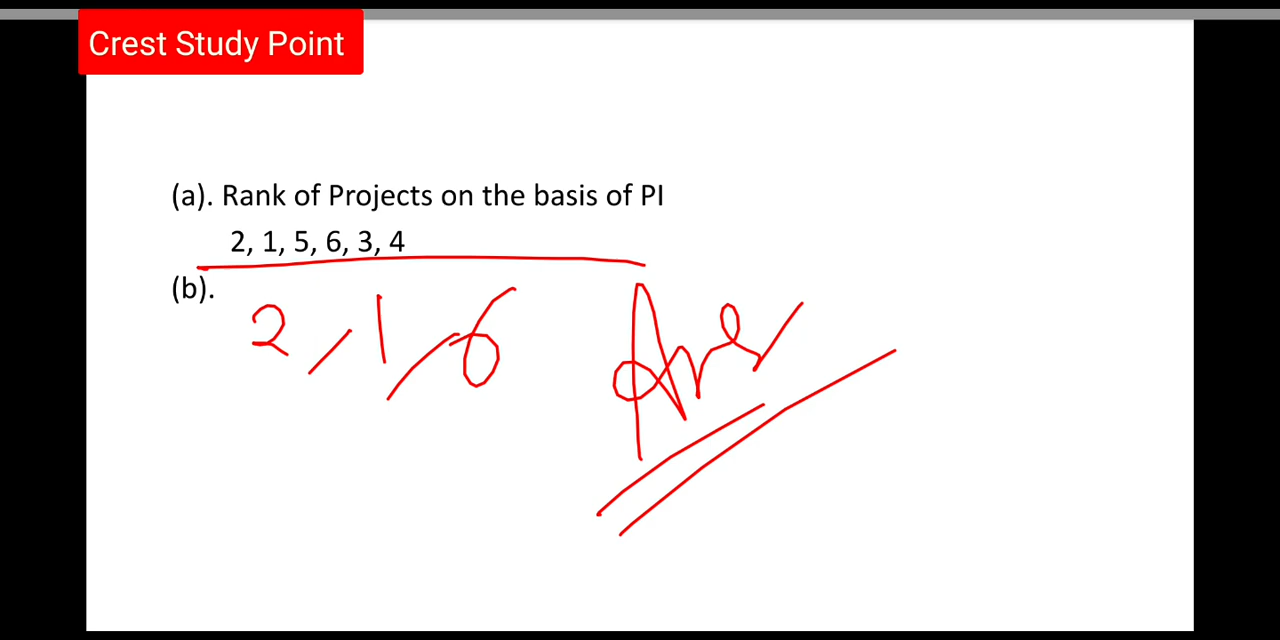 Crest Study Point
(a). Rank of Projects on the basis of PI
2, 1, 5, 6, 3, 4
(b). 2, 1, 6